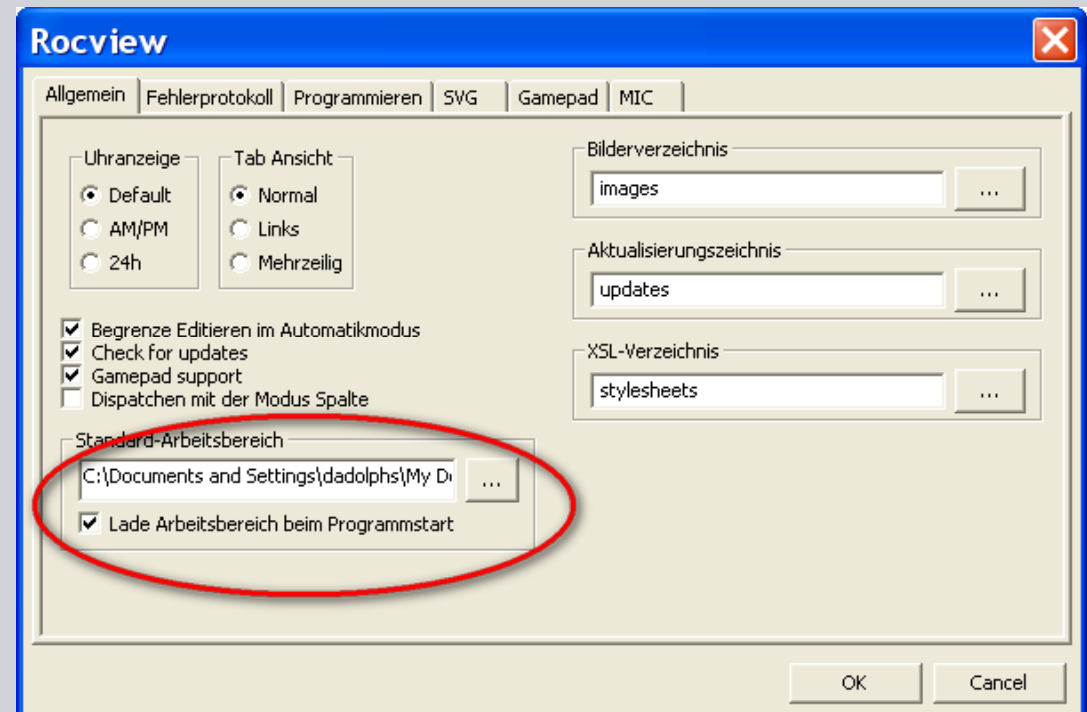 Rocview
Allgemein Fehlerprotokoll Programmieren SVG Gamepad MIC
Uhranzeige
Default
AM/PM
24h
Tab Ansicht
Normal
Links
Mehrzeilig
Begrenze Editieren im Automatikmodus
Check for updates
Gamepad support
Dispatchen mit der Modus Spalte
Standard-Arbeitsbereich
C:\Documents and Settings\dadolphs\My D
...
Lade Arbeitsbereich beim Programmstart
Bilderverzeichnis
images
...
Aktualisierungszeichnis
updates
...
XSL-Verzeichnis
stylesheets
...
OK Cancel